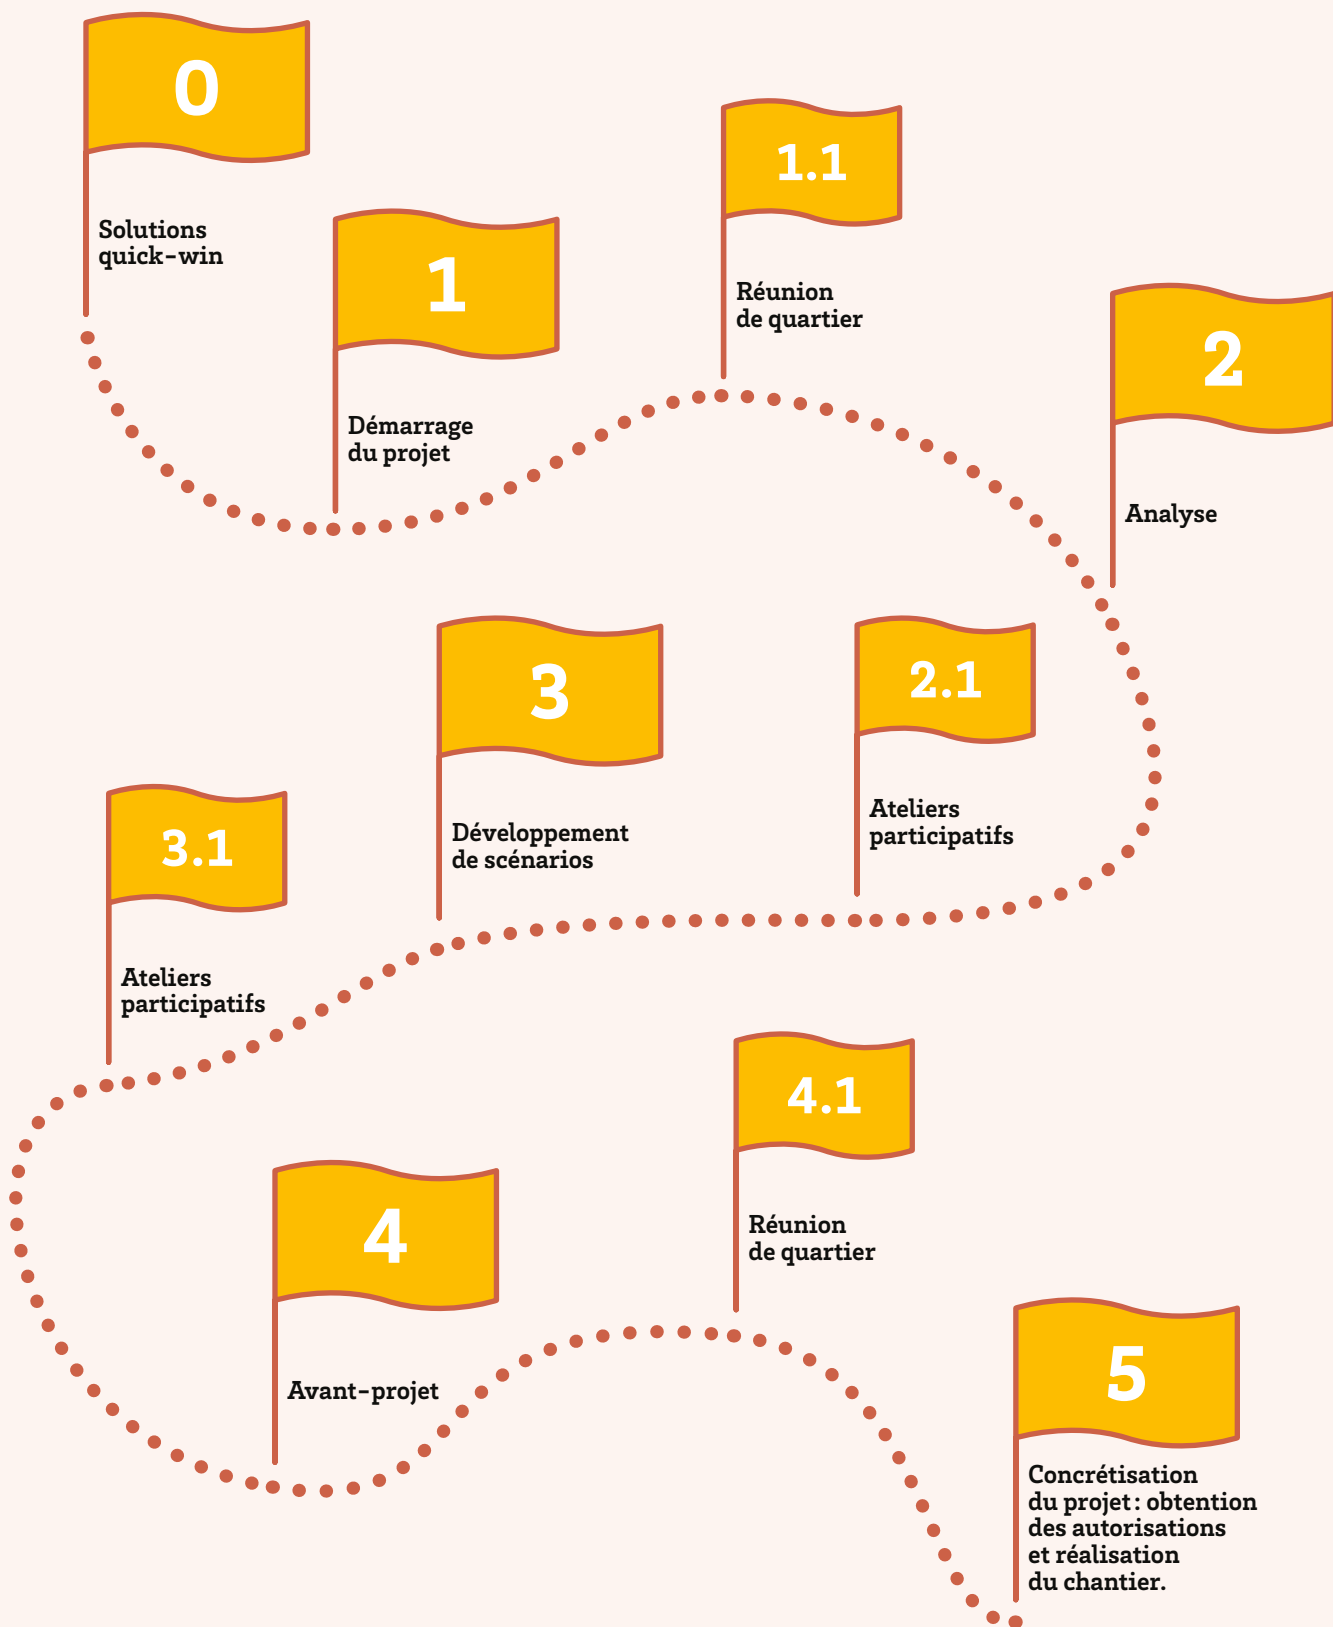 0
Solutions
quick-win
1
Démarrage
du projet
1.1
Réunion
de quartier
2
Analyse
2.1
Ateliers
participatifs
3
Développement
de scénarios
3.1
Ateliers
participatifs
4
Avant-projet
4.1
Réunion
de quartier
5
Concrétisation
du projet : obtention
des autorisations
et réalisation
du chantier.